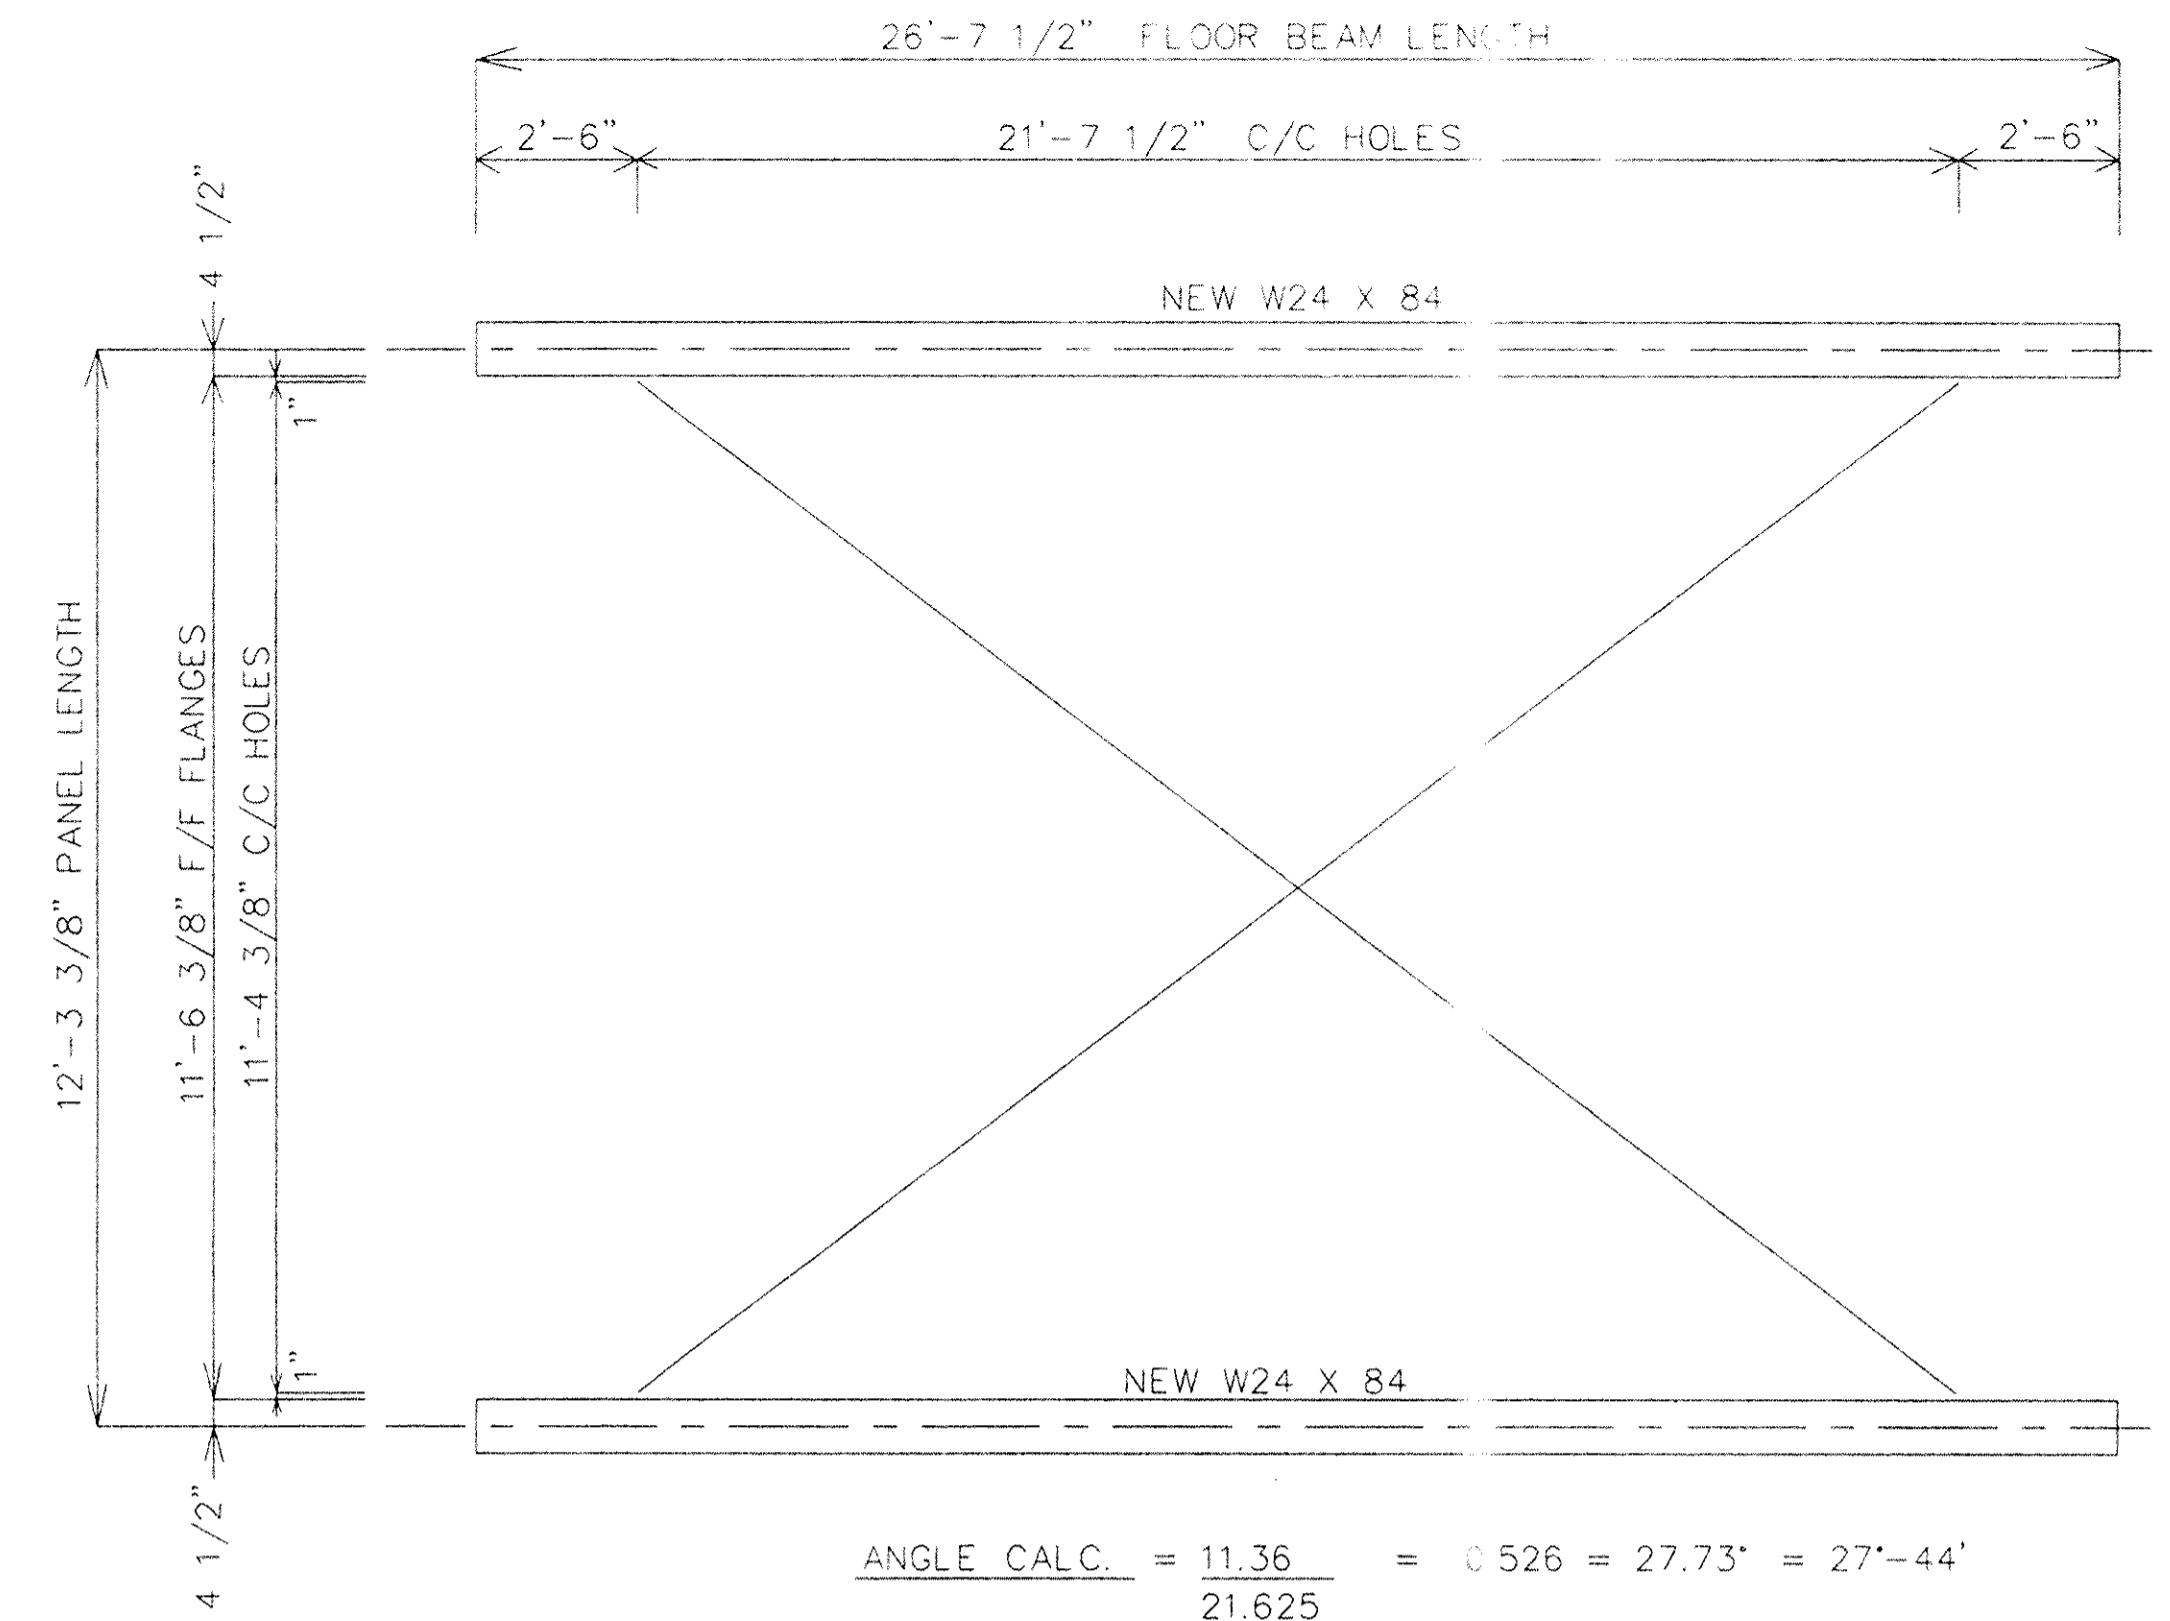 26'-7 1/2" FLOOR BEAM LENGTH
2'-6"
21'-7 1/2" C/C HOLES
2'-6"
4 1/2"
NEW W24 X 84
1"
12'-3 3/8" PANEL LENGTH
11'-6 3/8" F/F FLANGES
11'-4 3/8" C/C HOLES
1"
NEW W24 X 84
4 1/2"
ANGLE CALC. = 11.36 = 0.526 = 27.73° = 27°-44'
21.625